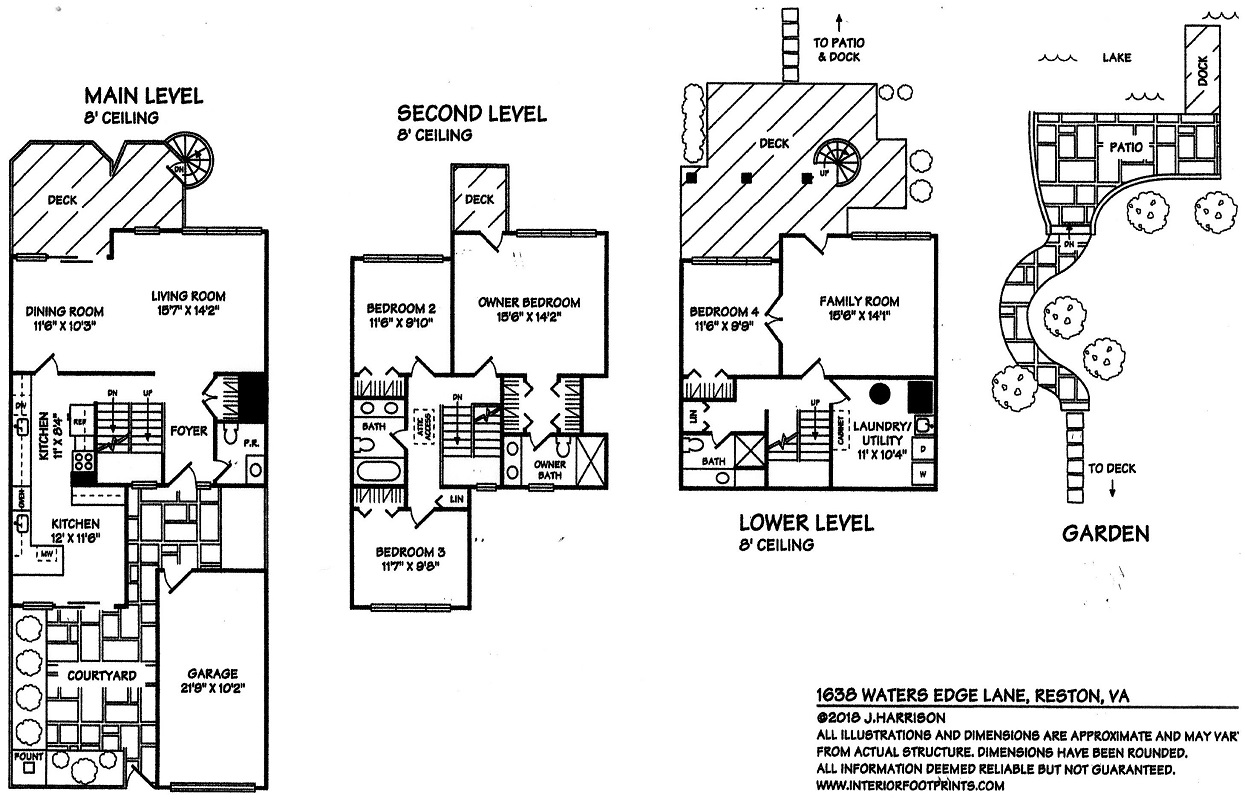 MAIN LEVEL
8' CEILING
DECK
DN
DINING ROOM
11'6" X 10'3"
LIVING ROOM
15'7" X 14'2"
DW
KITCHEN
11' X 8'4"
REF
DN
UP
FOYER
P.R.
OVEN
KITCHEN
12' X 11'6"
MW
COURTYARD
GARAGE
21'9" X 10'2"
FOUNT
SECOND LEVEL
8' CEILING
DECK
BEDROOM 2
11'6" X 9'10"
OWNER BEDROOM
15'6" X 14'2"
BATH
ATTIC
ACCESS
DN
OWNER
BATH
LIN
BEDROOM 3
11'7" X 9'8"
TO PATIO
& DOCK
DECK
UP
BEDROOM 4
11'6" X 9'9"
FAMILY ROOM
15'6" X 14'1"
LIN
BATH
UP
CABINET
LAUNDRY/
UTILITY
11' X 10'4"
D
W
LOWER LEVEL
8' CEILING
LAKE
DOCK
PATIO
DN
TO DECK
GARDEN
1638 WATERS EDGE LANE, RESTON, VA
©2018 J.HARRISON
ALL ILLUSTRATIONS AND DIMENSIONS ARE APPROXIMATE AND MAY VARY
FROM ACTUAL STRUCTURE. DIMENSIONS HAVE BEEN ROUNDED.
ALL INFORMATION DEEMED RELIABLE BUT NOT GUARANTEED.
WWW.INTERIORFOOTPRINTS.COM